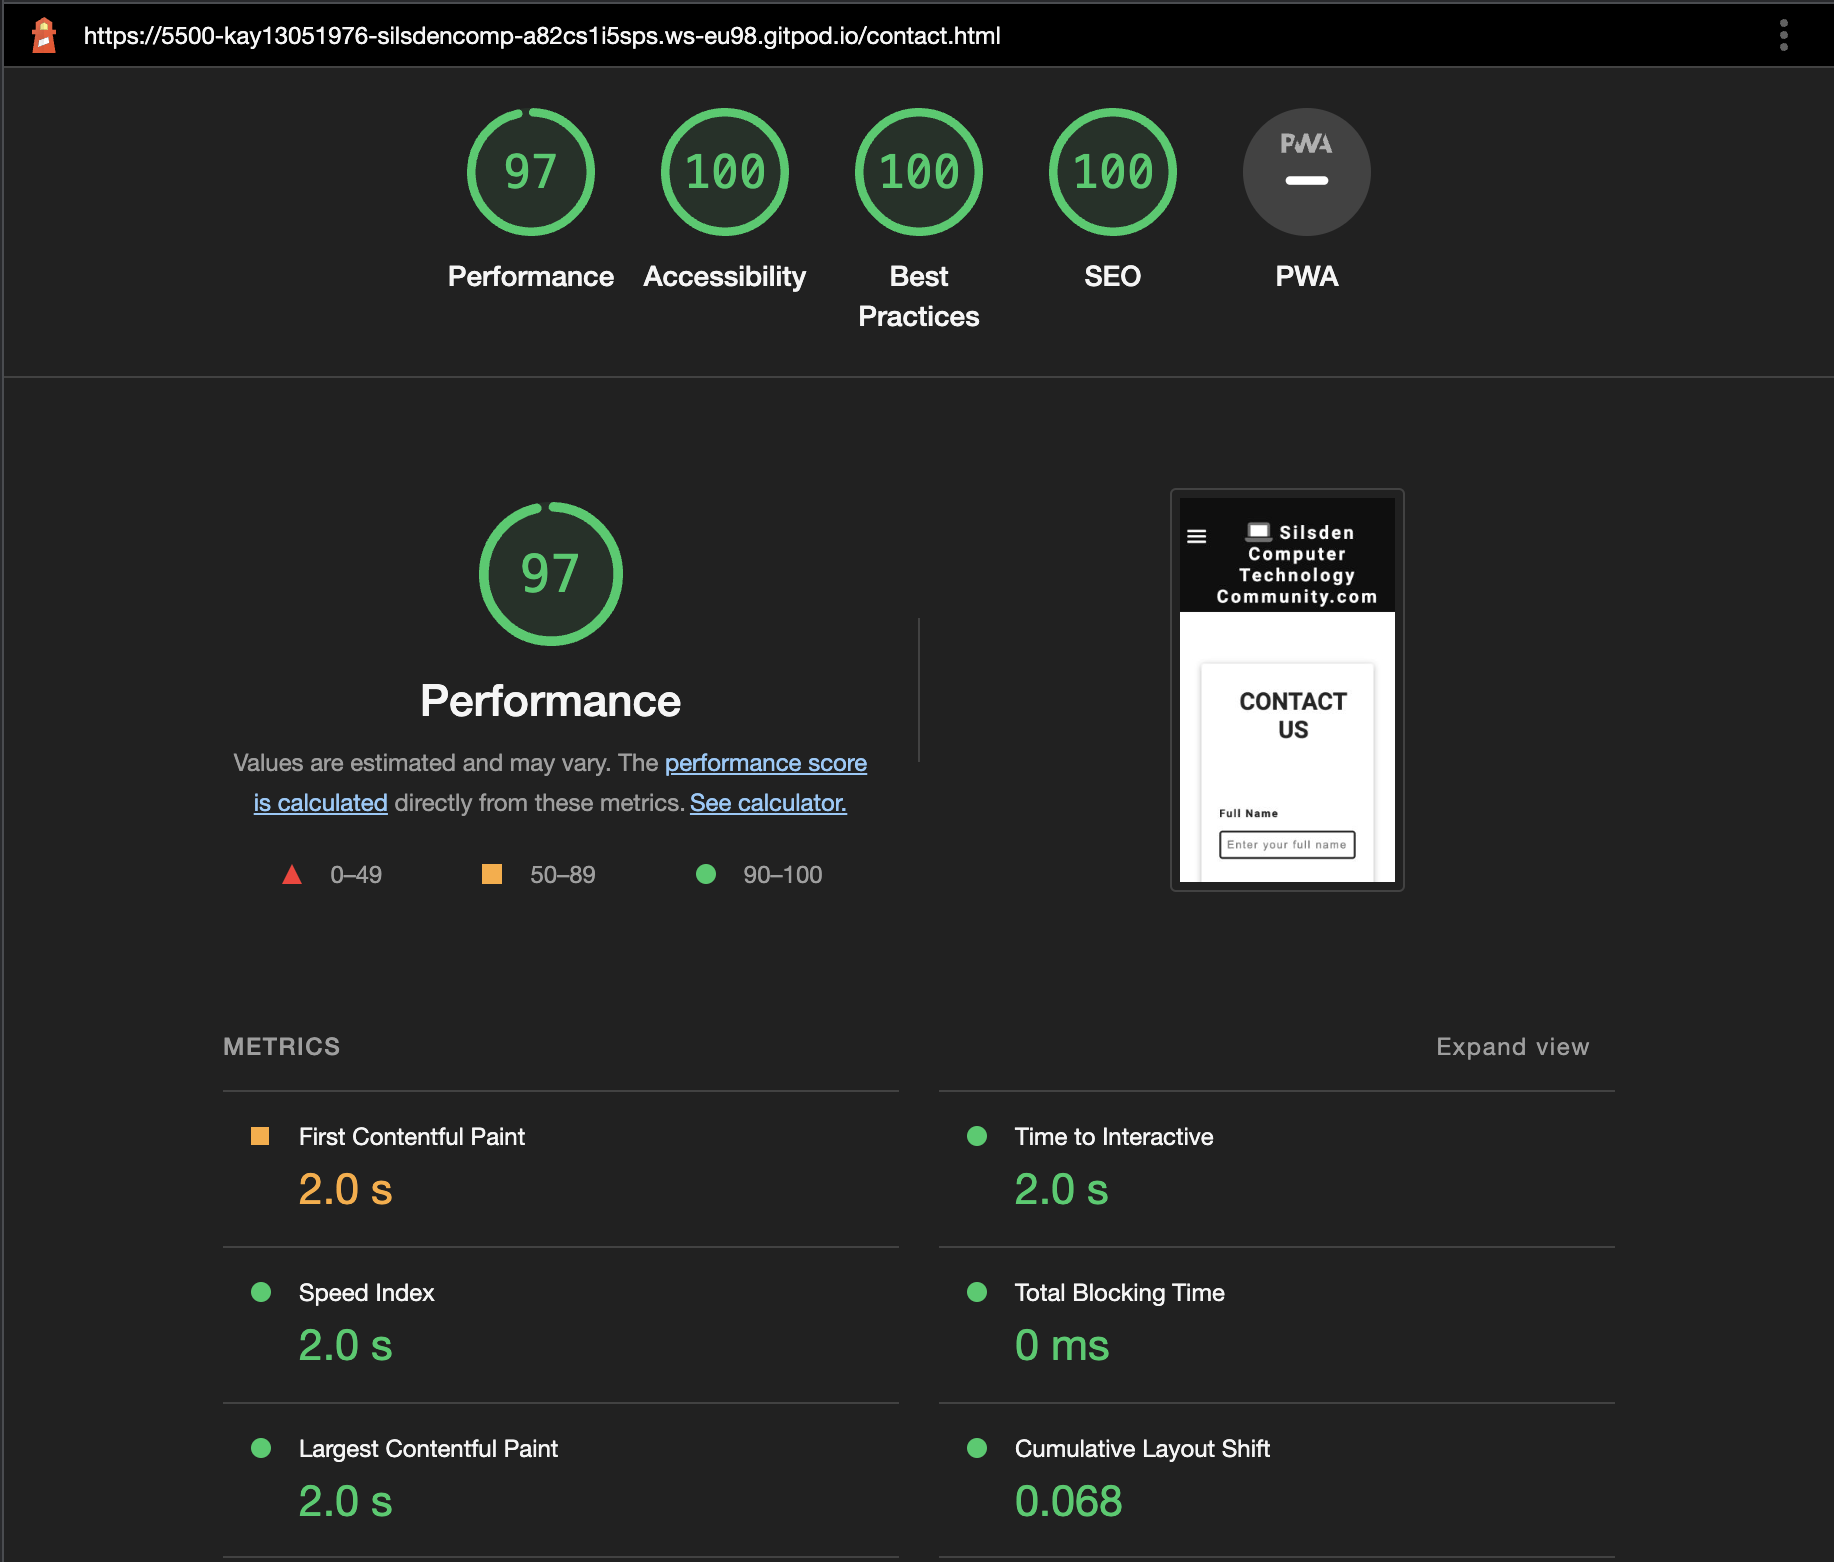 https://5500-kay13051976-silsdencomp-a82cs1i5sps.ws-eu98.gitpod.io/contact.html
97
100
100
100
PWA
Performance
Accessibility
Best
Practices
SEO
PWA
97
Performance
Values are estimated and may vary. The performance score
is calculated directly from these metrics. See calculator.
0–49
50–89
90–100
Silsden
Computer
Technology
Community.com
CONTACT
US
Full Name
Enter your full name
METRICS
Expand view
First Contentful Paint
2.0 s
Time to Interactive
2.0 s
Speed Index
2.0 s
Total Blocking Time
0 ms
Largest Contentful Paint
2.0 s
Cumulative Layout Shift
0.068